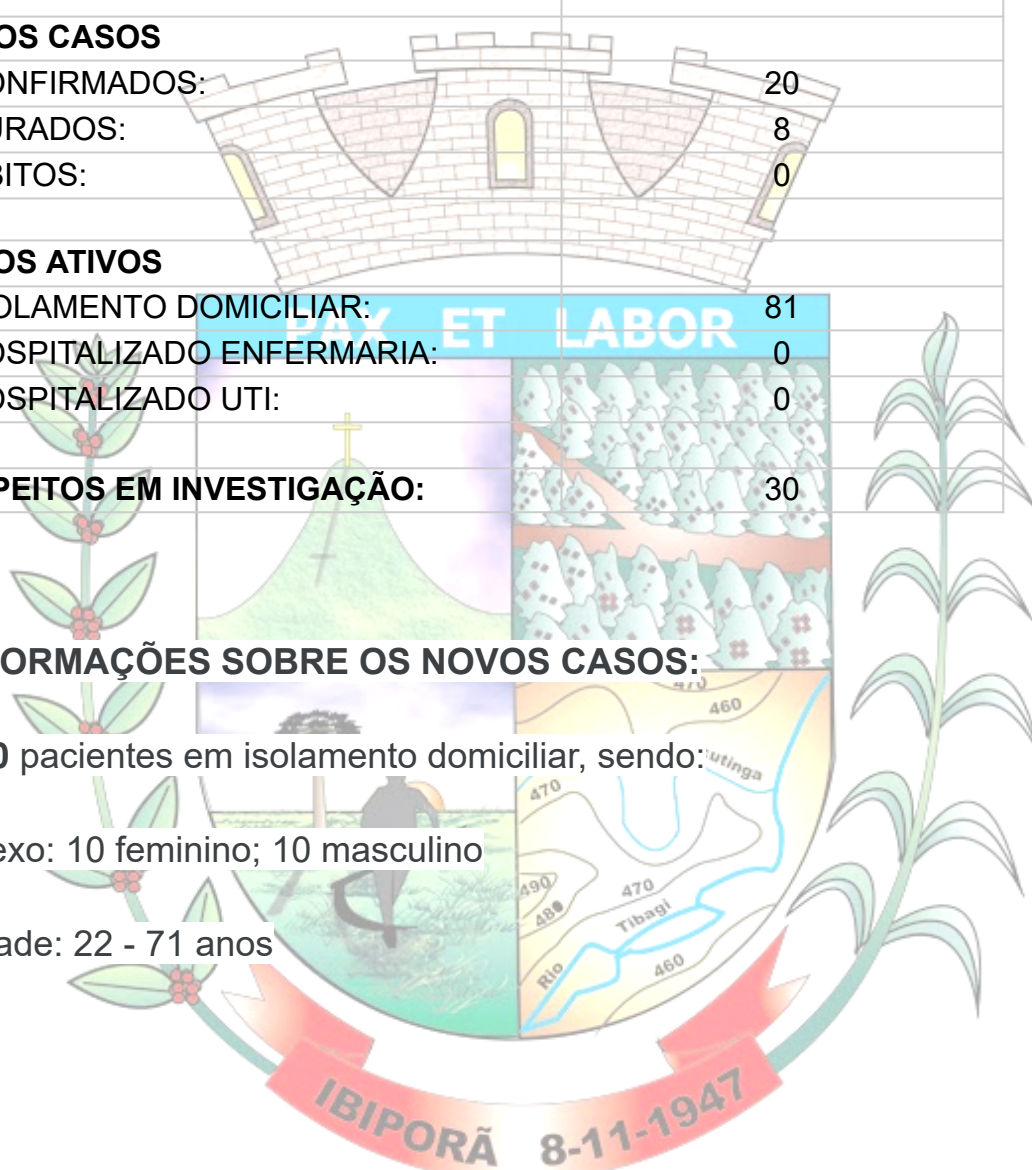 OS CASOS
ONFIRMADOS: 20
URADOS: 8
BITOS: 0
OS ATIVOS
OLAMENTO DOMICILIAR: 81
OSPITALIZADO ENFERMARIA: 0
OSPITALIZADO UTI: 0
PEITOS EM INVESTIGAÇÃO: 30
PAX ET LABOR
ORMAÇÕES SOBRE OS NOVOS CASOS:
470
460
0 pacientes em isolamento domiciliar, sendo:
utinga
470
exo: 10 feminino; 10 masculino
490
480
470
Tibagi
ade: 22 - 71 anos
Rio
460
IBIPORÃ 8-11-1947